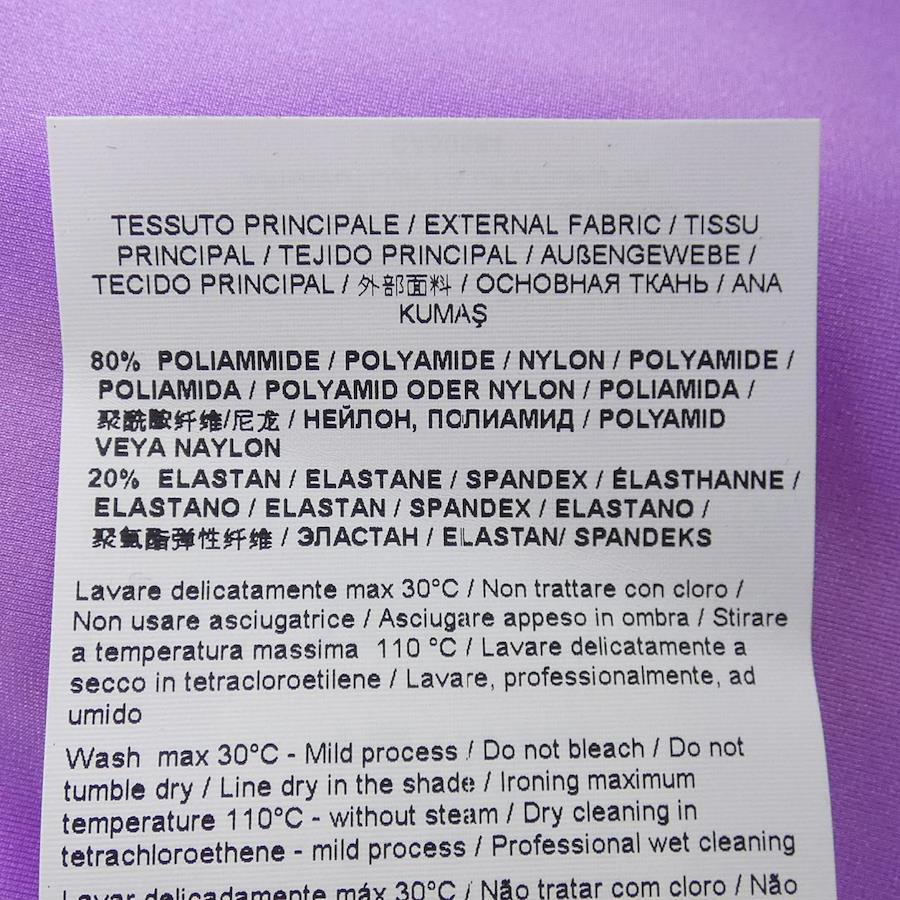 TESSUTO PRINCIPALE / EXTERNAL FABRIC / TISSU
PRINCIPAL / TEJIDO PRINCIPAL / AUßENGEWEBE /
TECIDO PRINCIPAL / 外部面料 / ОСНОВНАЯ ТКАНЬ / ANA
KUMAŞ
80% POLIAMMIDE / POLYAMIDE / NYLON / POLYAMIDE /
POLIAMIDA / POLYAMID ODER NYLON / POLIAMIDA /
聚酰胺纤维/尼龙 / НЕЙЛОН, ПОЛИАМИД / POLYAMID
VEYA NAYLON
20% ELASTAN / ELASTANE / SPANDEX / ÉLASTHANNE /
ELASTANO / ELASTAN / SPANDEX / ELASTANO /
聚氨酯弹性纤维 / ЭЛАСТАН / ELASTAN/ SPANDEKS
Lavare delicatamente max 30°C / Non trattare con cloro /
Non usare asciugatrice / Asciugare appeso in ombra / Stirare
a temperatura massima 110 °C / Lavare delicatamente a
secco in tetracloroetilene / Lavare, professionalmente, ad
umido
Wash max 30°C - Mild process / Do not bleach / Do not
tumble dry / Line dry in the shade / Ironing maximum
temperature 110°C - without steam / Dry cleaning in
tetrachloroethene - mild process / Professional wet cleaning
Lavar delicadamente máx 30°C / Não tratar com cloro / Não